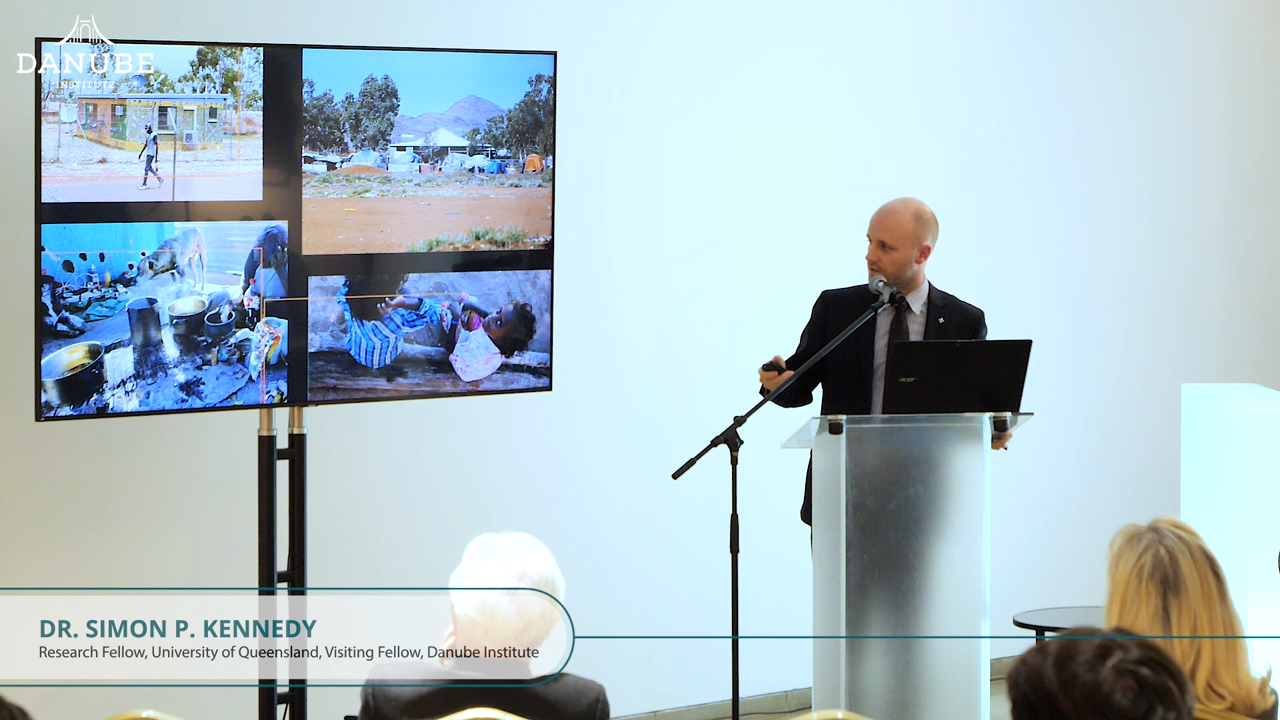 DANUBE
INSTITUTE
acer
DR. SIMON P. KENNEDY
Research Fellow, University of Queensland, Visiting Fellow, Danube Institute